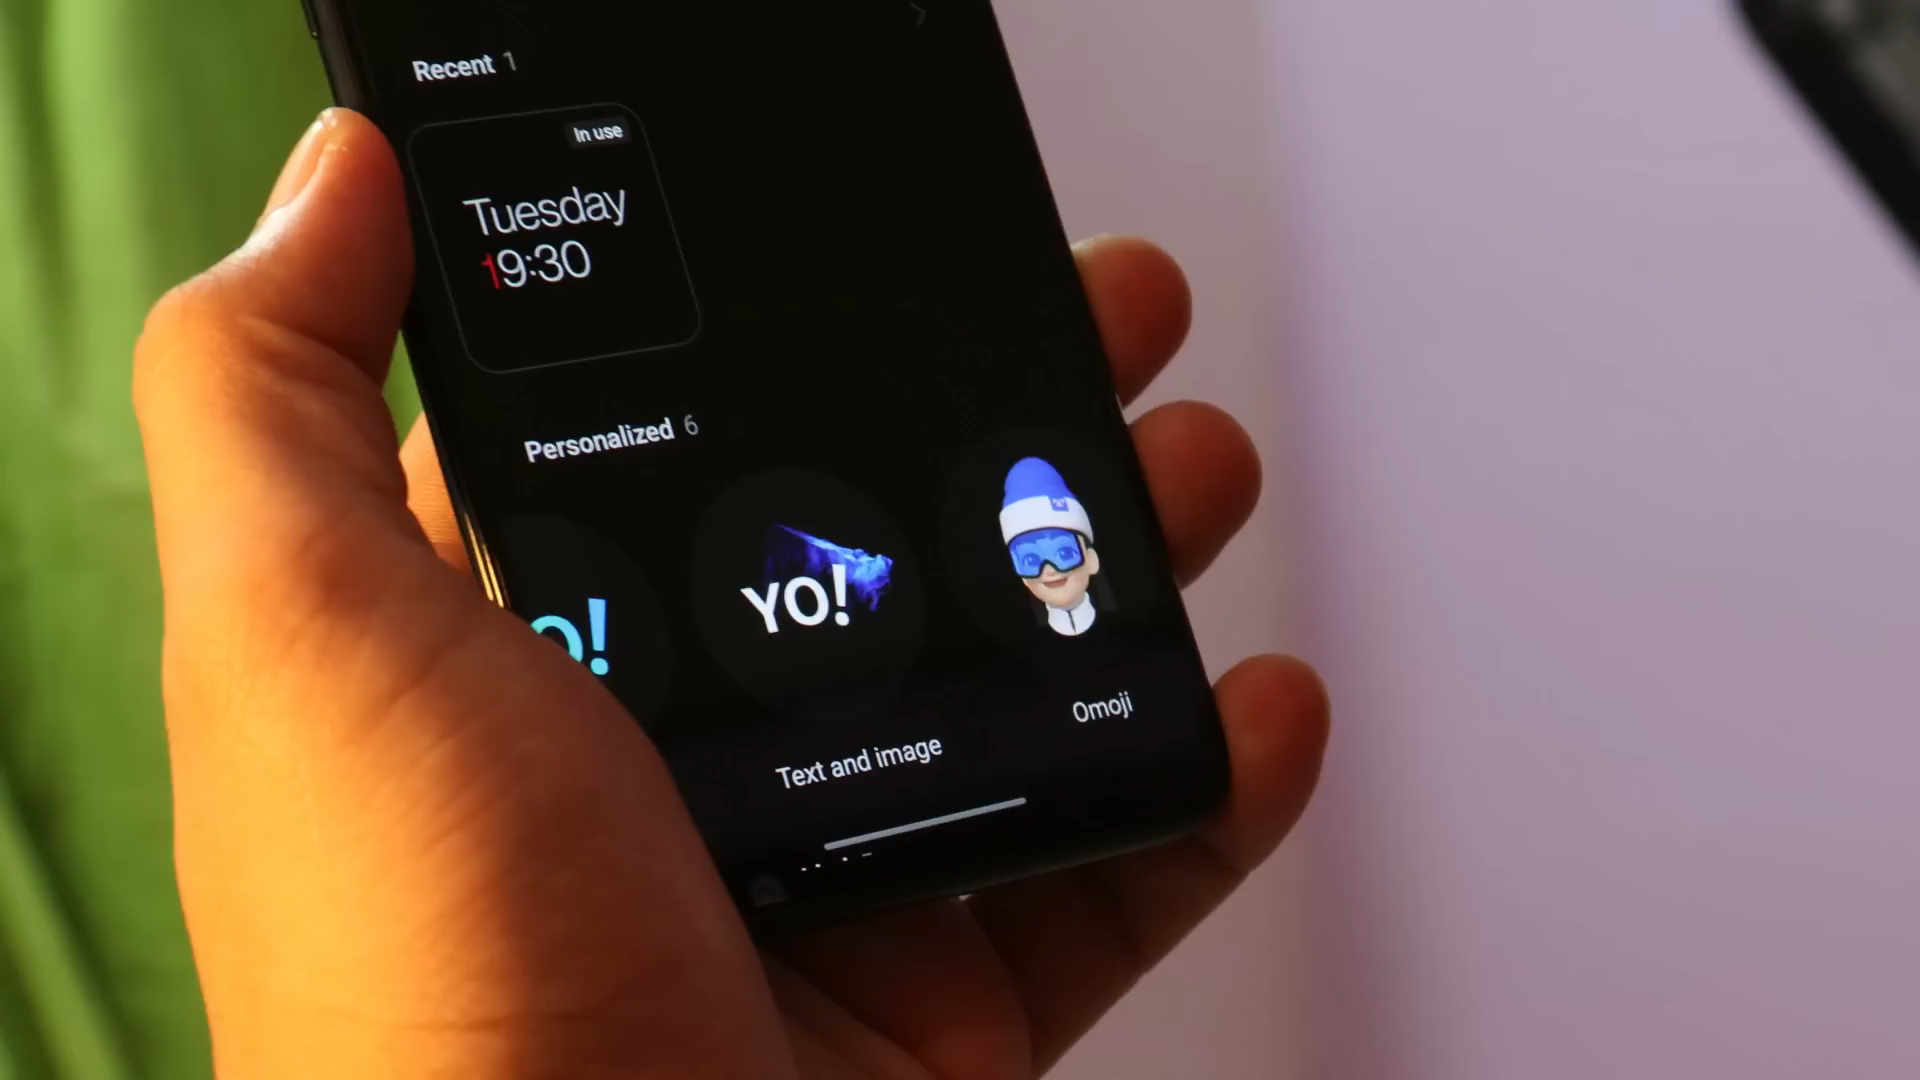 Recent 1
In use
Tuesday
19:30
Personalized 6
O!
YO!
Omoji
Text and image